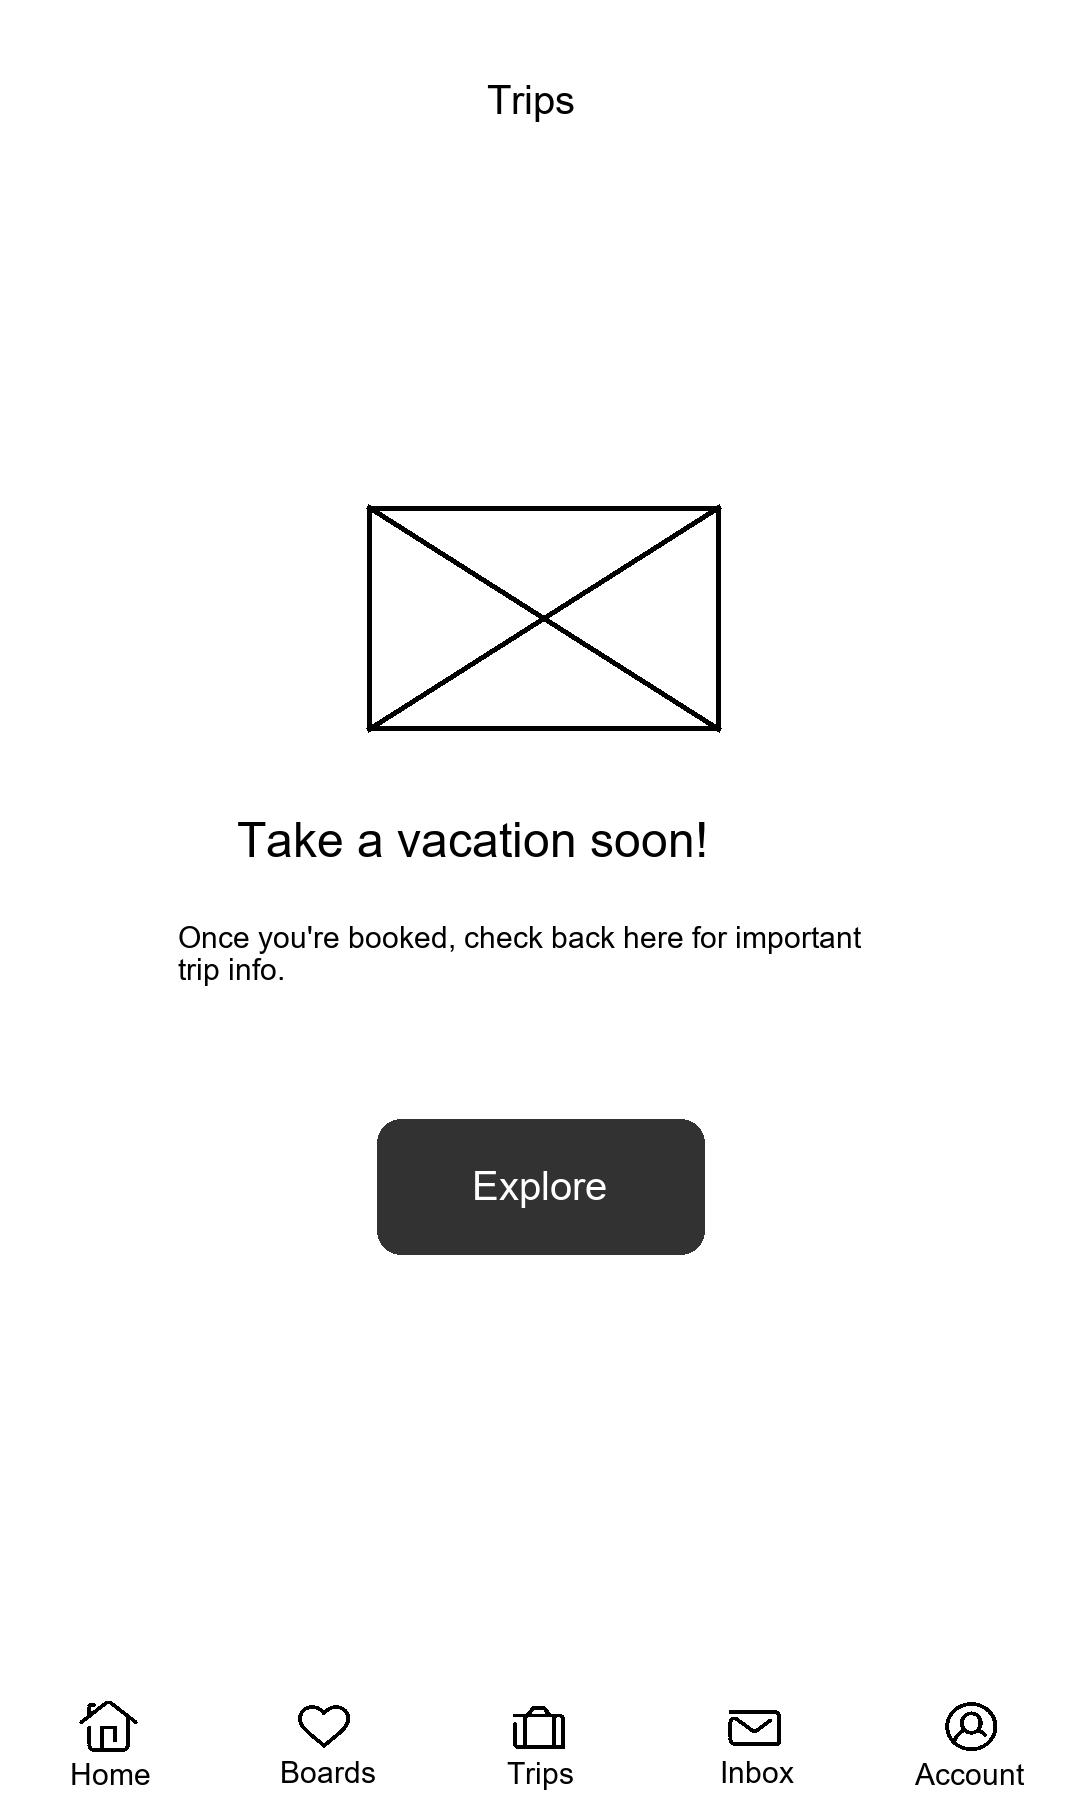 Trips
Take a vacation soon!
Once you're booked, check back here for important
trip info.
Explore
Home
Boards
Trips
Inbox
Account